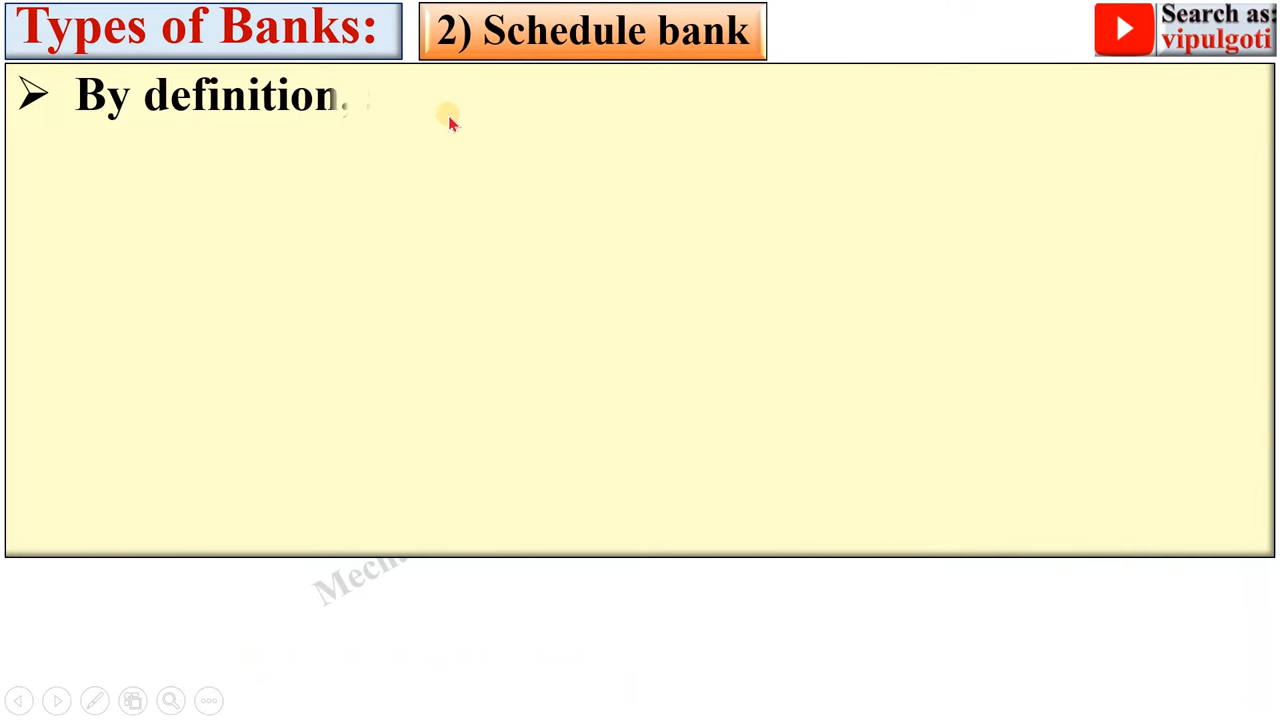 Types of Banks:
2) Schedule bank
Search as:
vipulgoti
➢ By definition,